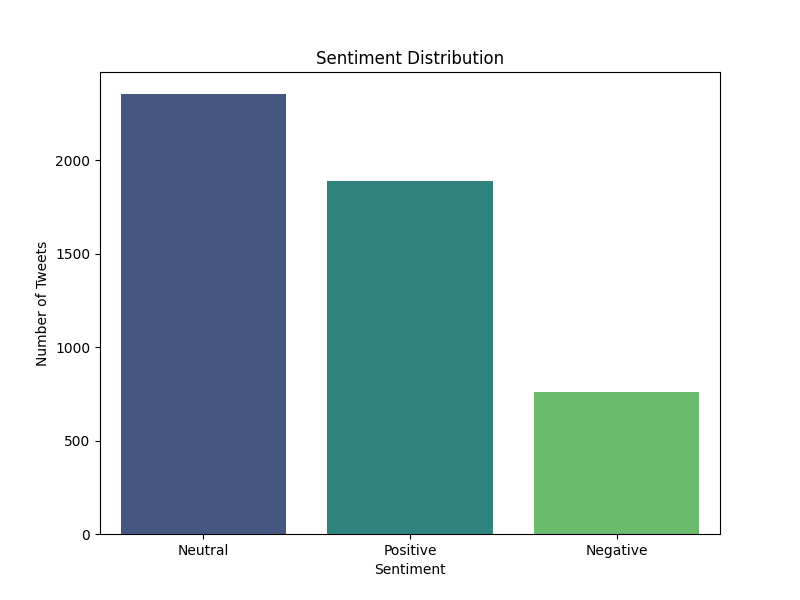 Sentiment Distribution
Number of Tweets
2000
1500
1000
500
0
Neutral
Positive
Negative
Sentiment